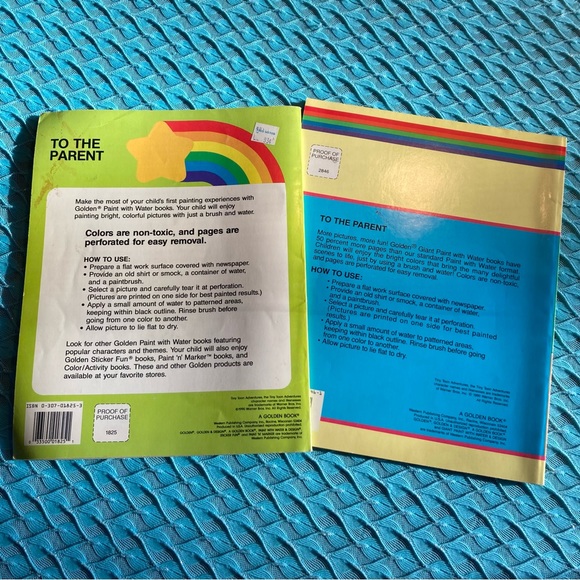 TO THE
PARENT
Make the most of your child's first painting experiences with
Golden® Paint with Water books. Your child will enjoy
painting bright, colorful pictures with just a brush and water.
Colors are non-toxic, and pages are
perforated for easy removal.
HOW TO USE:
• Prepare a flat work surface covered with newspaper.
• Provide an old shirt or smock, a container of water,
and a paintbrush.
• Select a picture and carefully tear it at perforation.
(Pictures are printed on one side for best painted results.)
• Apply a small amount of water to patterned areas,
keeping within black outline. Rinse brush before
going from one color to another.
• Allow picture to lie flat to dry.
Look for other Golden Paint with Water books featuring
popular characters and themes. Your child will also enjoy
Golden Sticker Fun® books, Paint 'n' Marker™ books, and
Color/Activity books. These and other Golden products are
available at your favorite stores.
ISBN 0-307-01825-3
PROOF OF
PURCHASE
1825
A GOLDEN BOOK®
Western Publishing Company, Inc.
PROOF OF
PURCHASE
2846
TO THE PARENT
More pictures, more fun! Golden® Giant Paint with Water books have
50 percent more pages than our standard Paint with Water format.
Children will enjoy the bright colors that bring the many delightful
scenes to life, just by using a brush and water! Colors are non-toxic,
and pages are perforated for easy removal.
HOW TO USE:
• Prepare a flat work surface covered with newspaper.
• Provide an old shirt or smock, a container of water,
and a paintbrush.
• Select a picture and carefully tear it at perforation.
(Pictures are printed on one side for best painted
results.)
• Apply a small amount of water to patterned areas,
keeping within black outline. Rinse brush before going
from one color to another.
• Allow picture to lie flat to dry.
A GOLDEN BOOK®